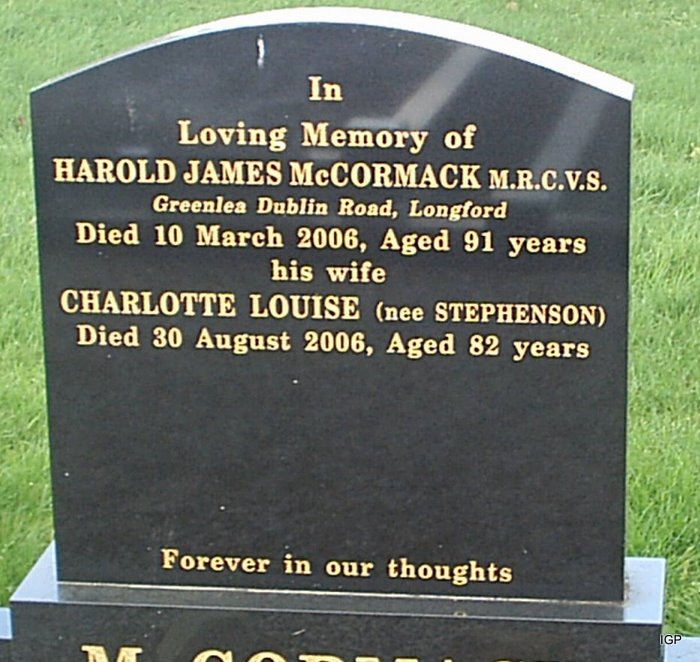 In
Loving Memory of
HAROLD JAMES McCORMACK M.R.C.V.S.
Greenlea Dublin Road, Longford
Died 10 March 2006, Aged 91 years
his wife
CHARLOTTE LOUISE (nee STEPHENSON)
Died 30 August 2006, Aged 82 years
Forever in our thoughts
IGP